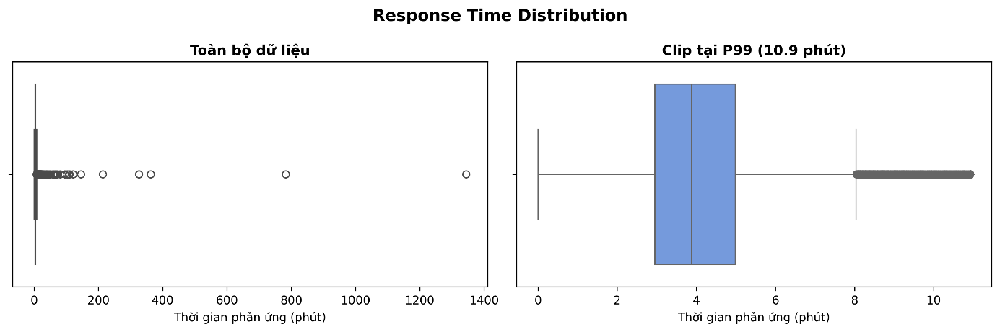 Response Time Distribution
Toàn bộ dữ liệu
0 200 400 600 800 1000 1200 1400
Thời gian phản ứng (phút)
Clip tại P99 (10.9 phút)
0 2 4 6 8 10
Thời gian phản ứng (phút)